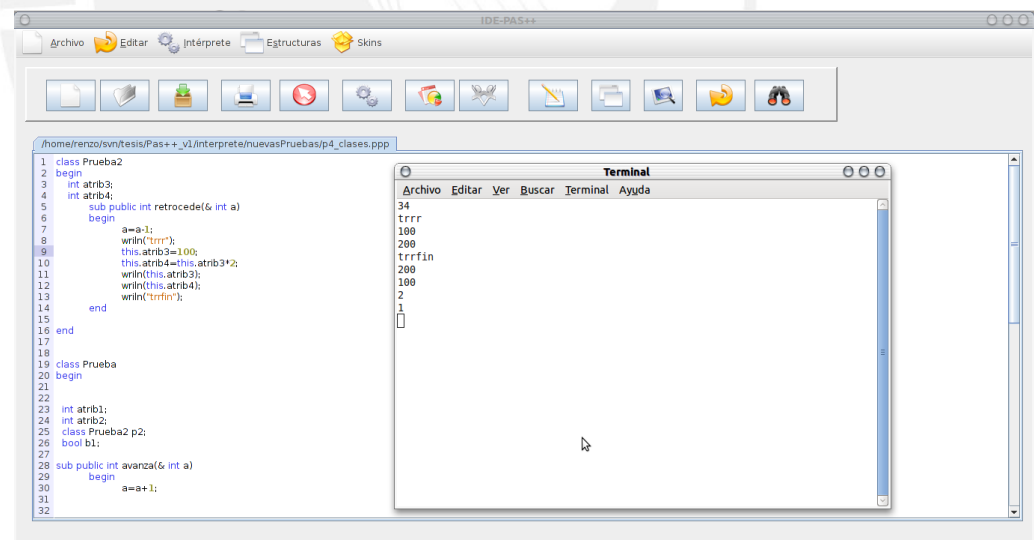 IDE-PAS++
Archivo Editar Intérprete Estructuras Skins
/home/renzo/svn/tesis/Pas++_v1/interprete/nuevasPruebas/p4_clases.ppp
1 class Prueba2
2 begin
3 int atrib3;
4 int atrib4;
5 sub public int retrocede(& int a)
6 begin
7 a=a-1;
8 wriln("trrr");
9 this.atrib3=100;
10 this.atrib4=this.atrib3*2;
11 wriln(this.atrib3);
12 wriln(this.atrib4);
13 wriln("trrfin");
14 end
15
16 end
17
18
19 class Prueba
20 begin
21
22
23 int atrib1;
24 int atrib2;
25 class Prueba2 p2;
26 bool b1;
27
28 sub public int avanza(& int a)
29 begin
30 a=a+1;
31
32
Terminal
Archivo Editar Ver Buscar Terminal Ayuda
34
trrr
100
200
trrfin
200
100
2
1